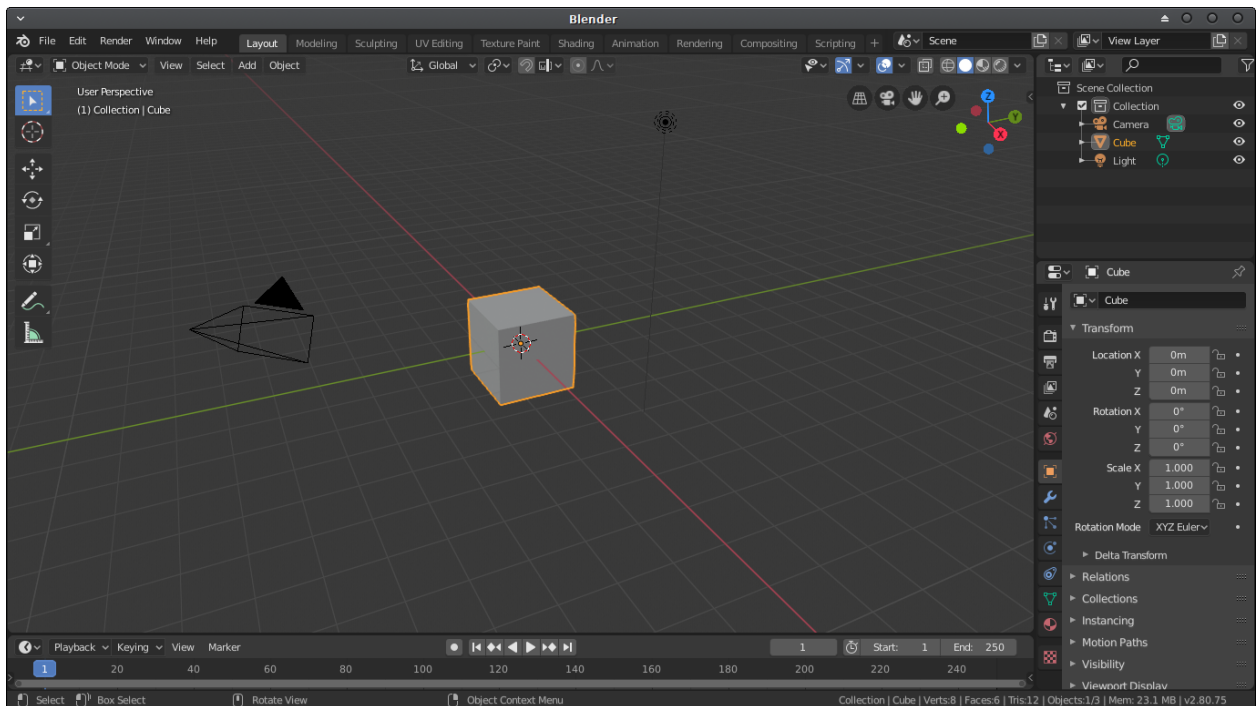 Blender
File Edit Render Window Help Layout Modeling Sculpting UV Editing Texture Paint Shading Animation Rendering Compositing Scripting + Scene View Layer
Object Mode View Select Add Object Global
User Perspective
(1) Collection | Cube
Z
Y
X
Scene Collection
Collection
Camera
Cube
Light
Cube
Cube
Transform
Location X 0m
Y 0m
Z 0m
Rotation X 0°
Y 0°
Z 0°
Scale X 1.000
Y 1.000
Z 1.000
Rotation Mode XYZ Euler
Delta Transform
Relations
Collections
Instancing
Motion Paths
Visibility
Viewport Display
Playback Keying View Marker 1 Start: 1 End: 250
1 20 40 60 80 100 120 140 160 180 200 220 240
Select Box Select Rotate View Object Context Menu Collection | Cube | Verts:8 | Faces:6 | Tris:12 | Objects:1/3 | Mem: 23.1 MB | v2.80.75